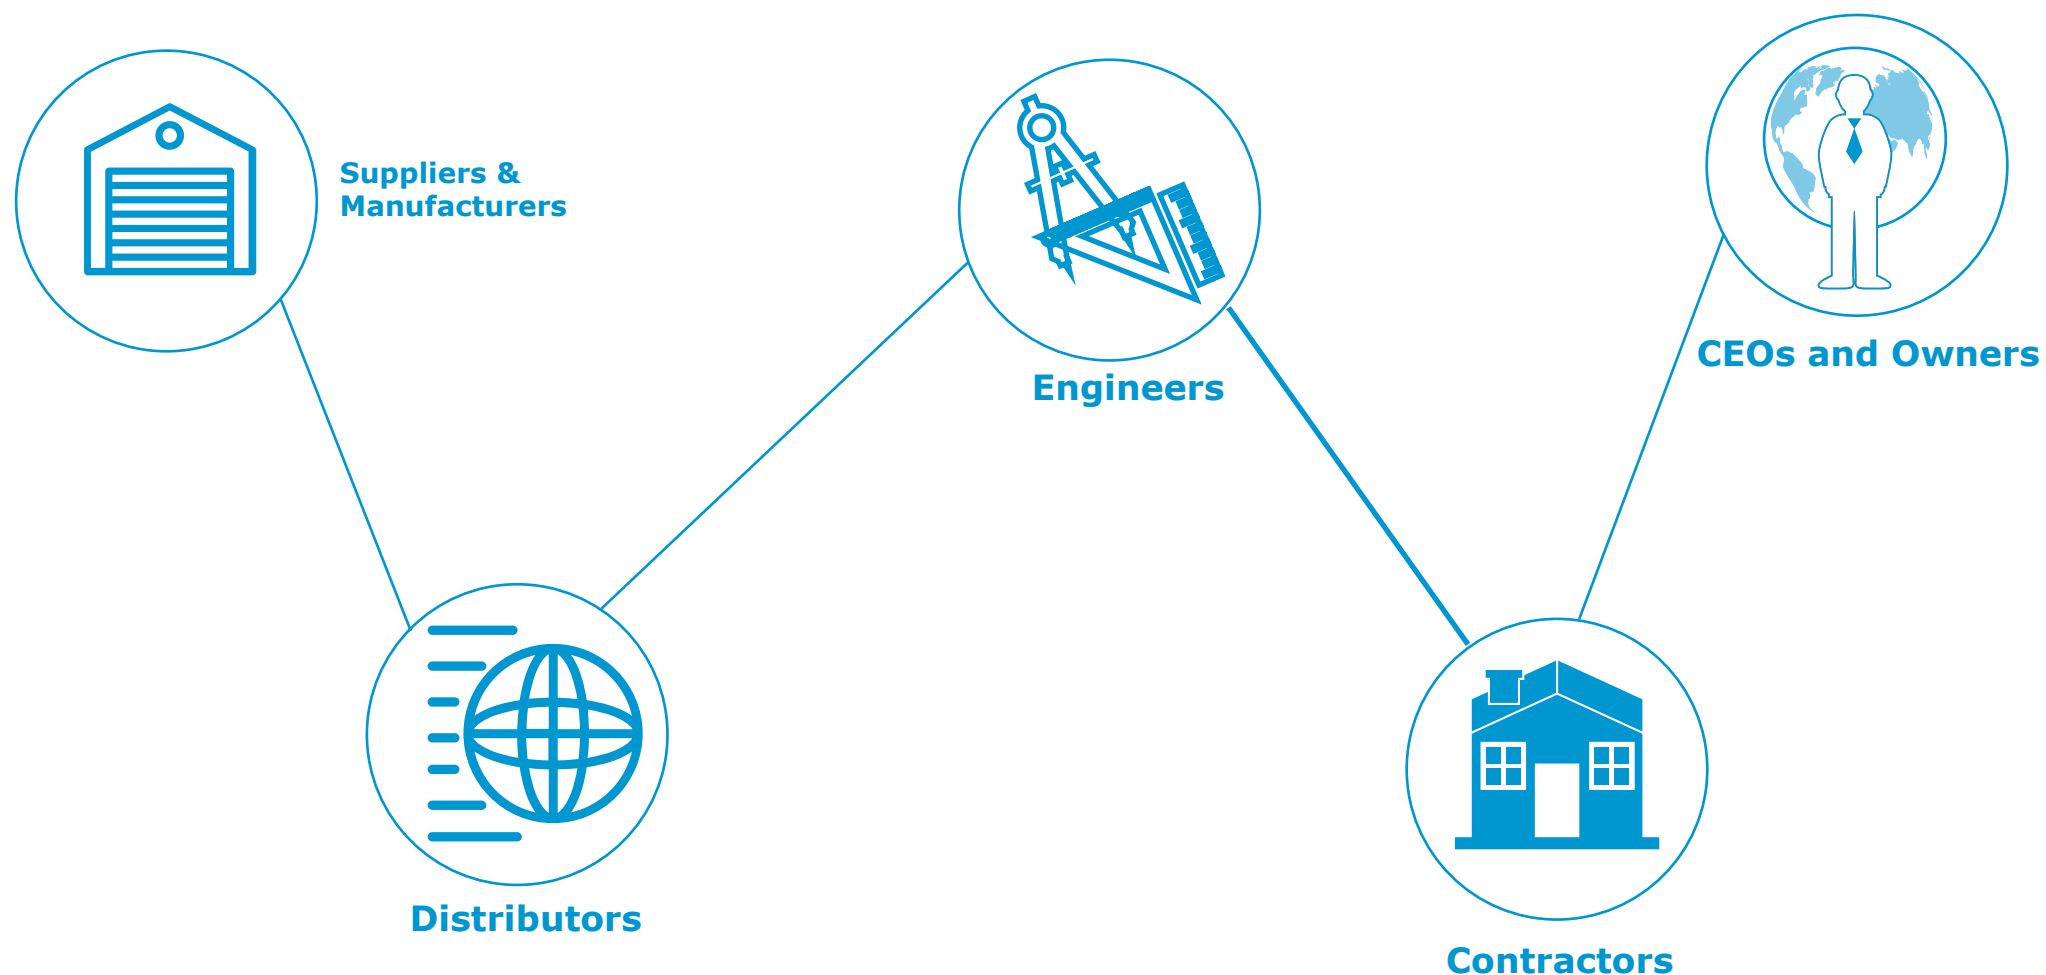 Suppliers &
Manufacturers
Engineers
CEOs and Owners
Distributors
Contractors